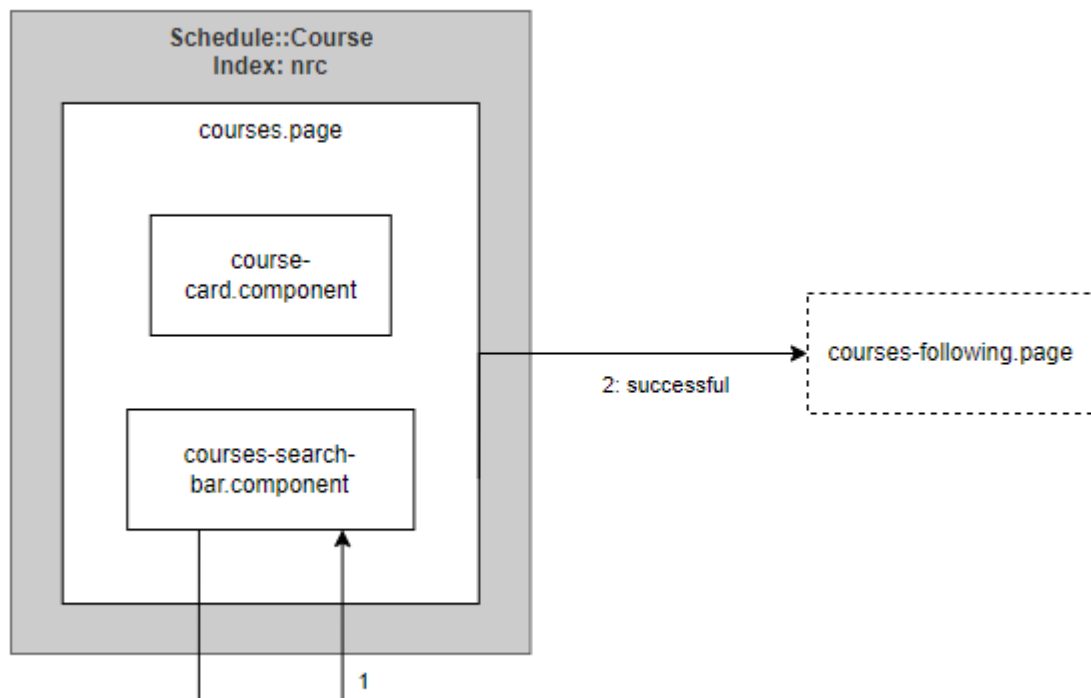 Schedule::Course
Index: nrc
courses.page
course-
card.component
courses-following.page
2: successful
courses-search-
bar.component
1